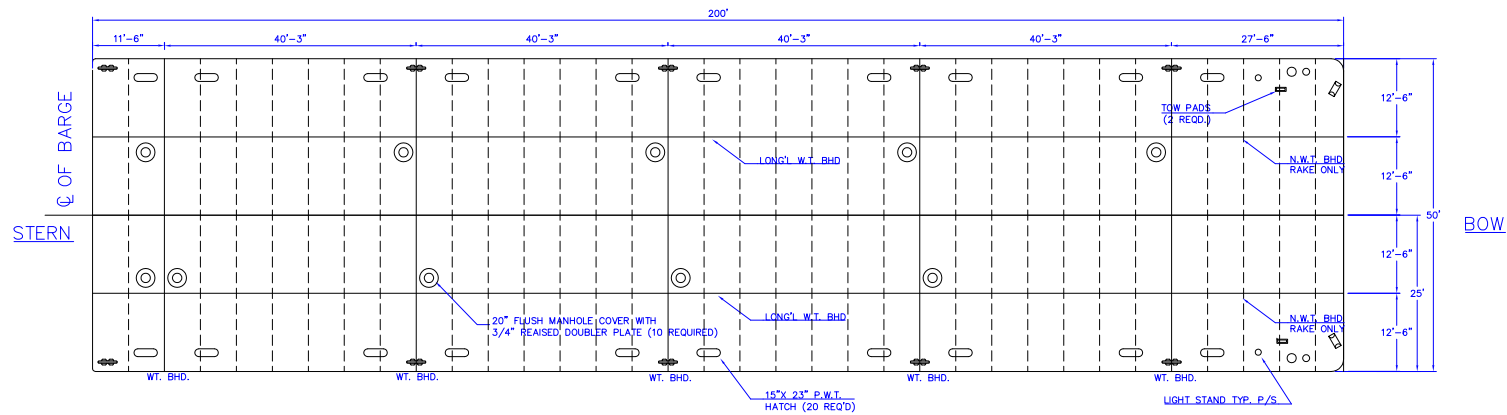 200'
11'-6"
40'-3"
40'-3"
40'-3"
40'-3"
27'-6"
℄ OF BARGE
STERN
BOW
TOW PADS
(2 REQD.)
12'-6"
LONG'L W.T. BHD
N.W.T. BHD
RAKE ONLY
12'-6"
50'
12'-6"
25'
20" FLUSH MANHOLE COVER WITH
3/4" REAISED DOUBLER PLATE (10 REQUIRED)
LONG'L W.T. BHD
N.W.T. BHD
RAKE ONLY
12'-6"
WT. BHD.
WT. BHD.
WT. BHD.
WT. BHD.
WT. BHD.
15"X 23" P.W.T.
HATCH (20 REQ'D)
LIGHT STAND TYP. P/S